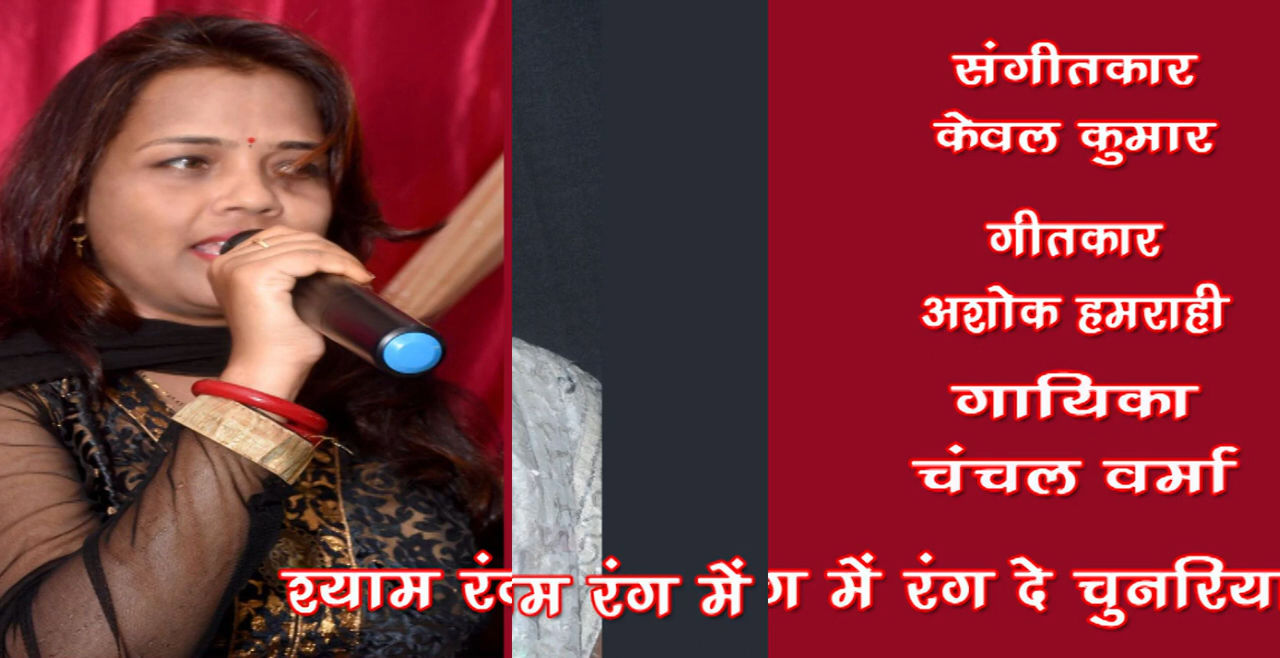 संगीतकार
केवल कुमार
गीतकार
अशोक हमराही
गायिका
चंचल वर्मा
श्याम रंग में रंग दे चुनरिया